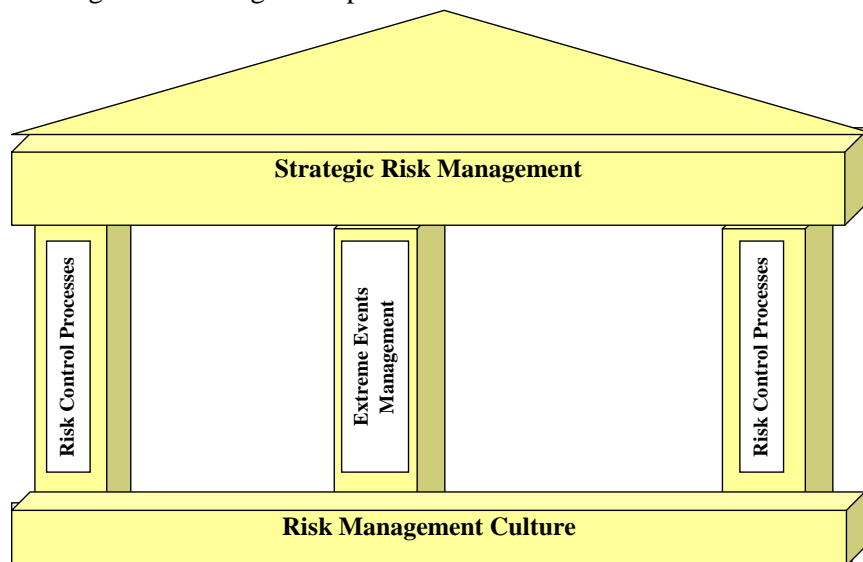 Strategic Risk Management
Risk Control Processes
Extreme Events
Management
Risk Control Processes
Risk Management Culture